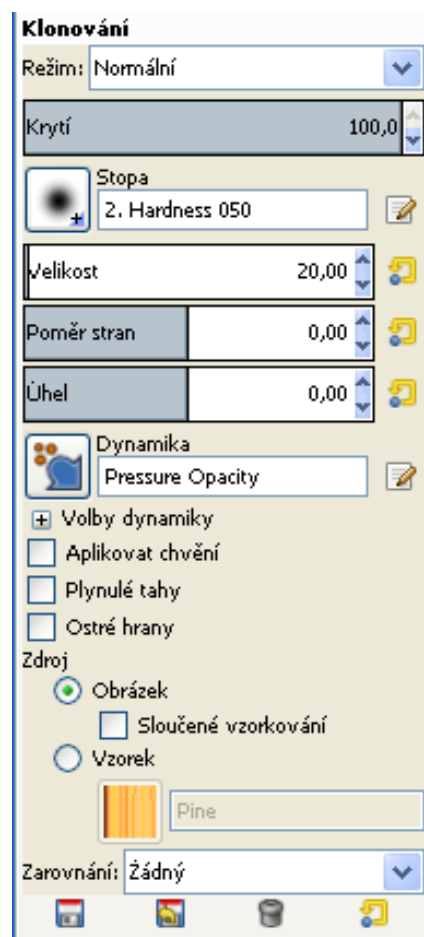 Klonování
Režim: Normální
Krytí 100,0
Stopa
2. Hardness 050
Velikost 20,00
Poměr stran 0,00
Úhel 0,00
Dynamika
Pressure Opacity
Volby dynamiky
Aplikovat chvění
Plynulé tahy
Ostré hrany
Zdroj
Obrázek
Sloučené vzorkování
Vzorek
Pine
Zarovnání: Žádný